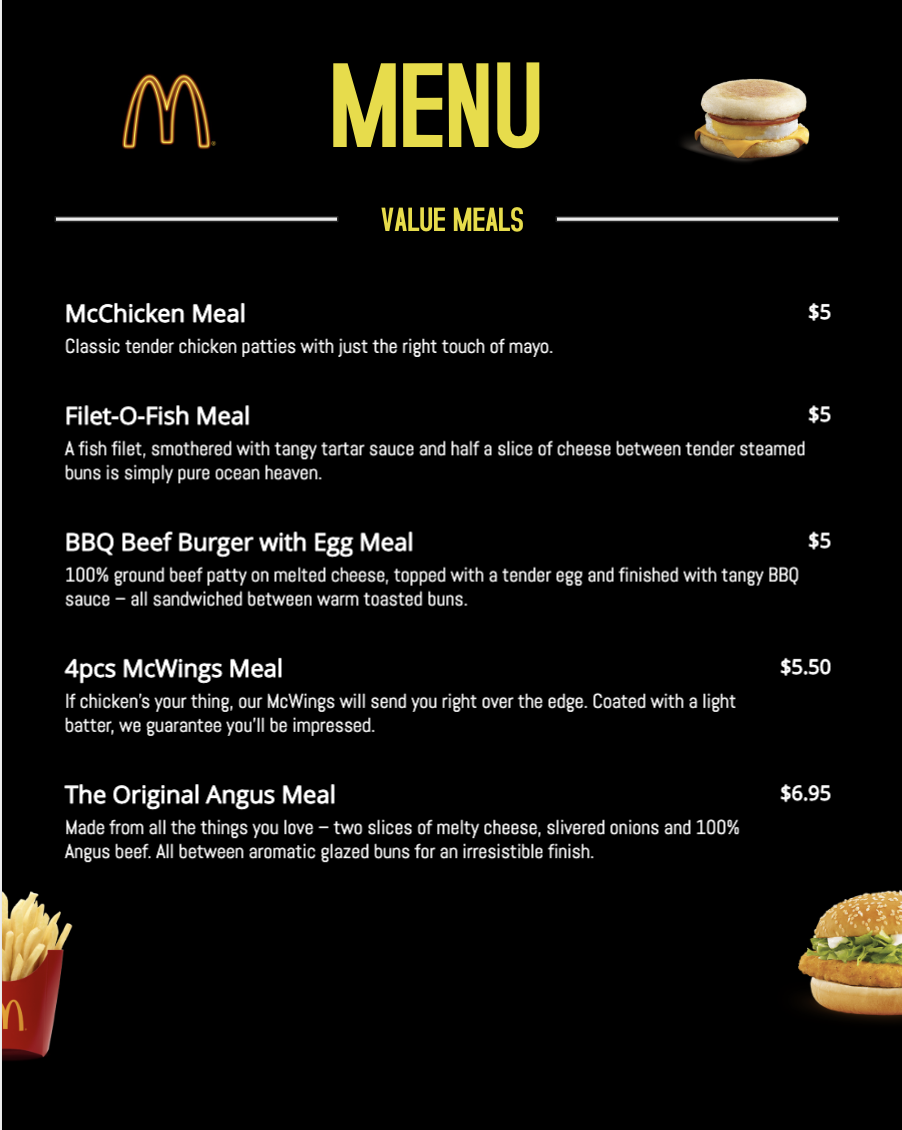 MENU
VALUE MEALS
McChicken Meal $5
Classic tender chicken patties with just the right touch of mayo.
Filet-O-Fish Meal $5
A fish filet, smothered with tangy tartar sauce and half a slice of cheese between tender steamed
buns is simply pure ocean heaven.
BBQ Beef Burger with Egg Meal $5
100% ground beef patty on melted cheese, topped with a tender egg and finished with tangy BBQ
sauce – all sandwiched between warm toasted buns.
4pcs McWings Meal $5.50
If chicken's your thing, our McWings will send you right over the edge. Coated with a light
batter, we guarantee you'll be impressed.
The Original Angus Meal $6.95
Made from all the things you love – two slices of melty cheese, slivered onions and 100%
Angus beef. All between aromatic glazed buns for an irresistible finish.